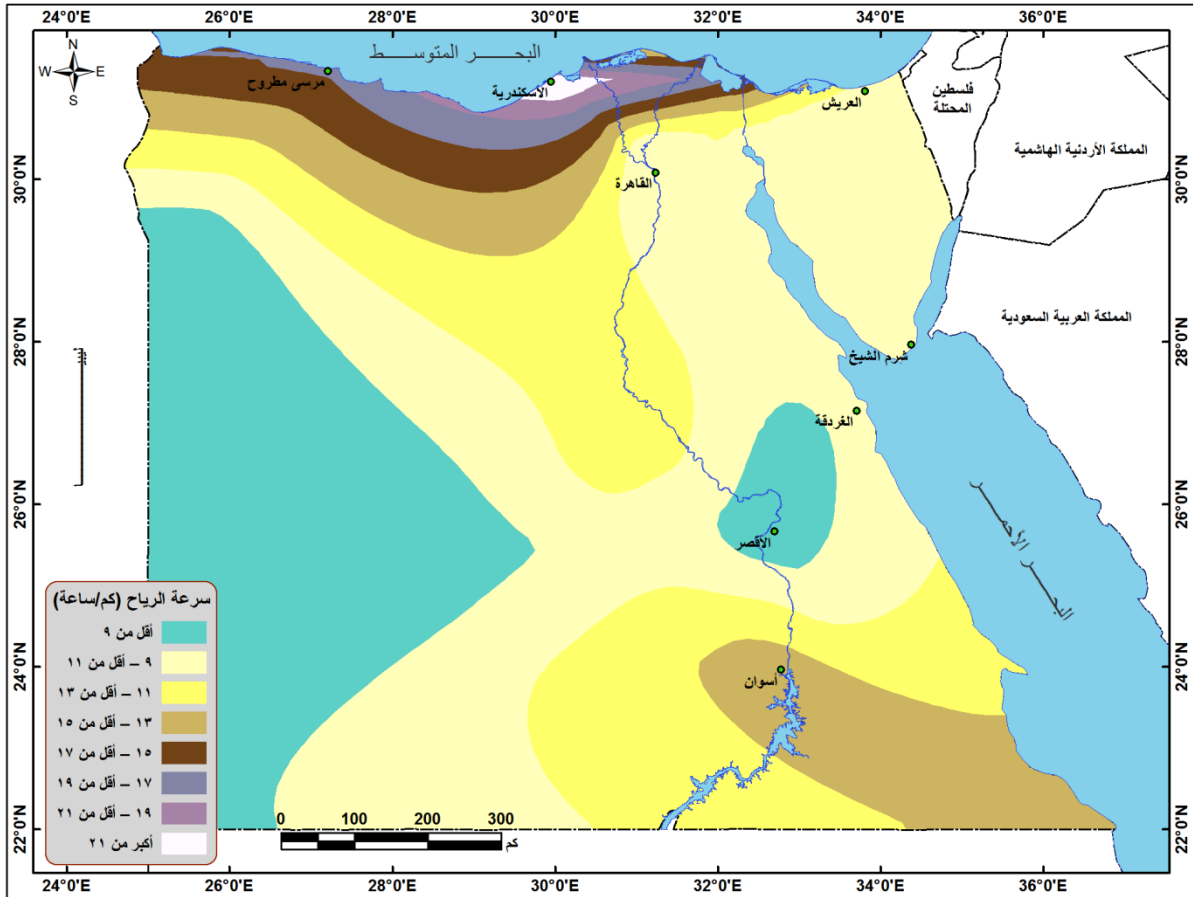 24°0'E 26°0'E 28°0'E 30°0'E 32°0'E 34°0'E 36°0'E
N
W E
S
البحـــر المتوســـط
مرسى مطروح
الأسكندرية
العريش
فلسطين
المحتلة
المملكة الأردنية الهاشمية
القاهرة
30°0'N 30°0'N
المملكة العربية السعودية
28°0'N 28°0'N
شرم الشيخ
الغردقة
26°0'N 26°0'N
الأقصر
البحـــر الأحمـــر
24°0'N 24°0'N
أسوان
22°0'N 22°0'N
سرعة الرياح (كم/ساعة)
أقل من ٩
٩ – أقل من ١١
١١ – أقل من ١٣
١٣ – أقل من ١٥
١٥ – أقل من ١٧
١٧ – أقل من ١٩
١٩ – أقل من ٢١
أكبر من ٢١
0 100 200 300
كم
24°0'E 26°0'E 28°0'E 30°0'E 32°0'E 34°0'E 36°0'E